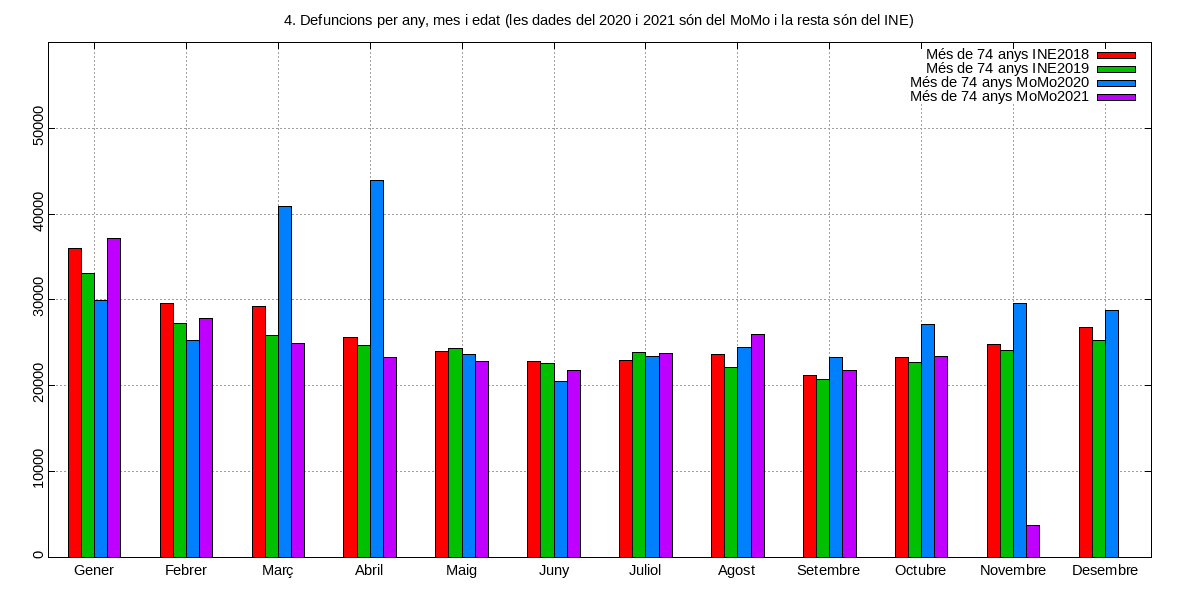 4. Defuncions per any, mes i edat (les dades del 2020 i 2021 són del MoMo i la resta són del INE)
Més de 74 anys INE2018
Més de 74 anys INE2019
Més de 74 anys MoMo2020
Més de 74 anys MoMo2021
50000
40000
30000
20000
10000
0
Gener Febrer Març Abril Maig Juny Juliol Agost Setembre Octubre Novembre Desembre